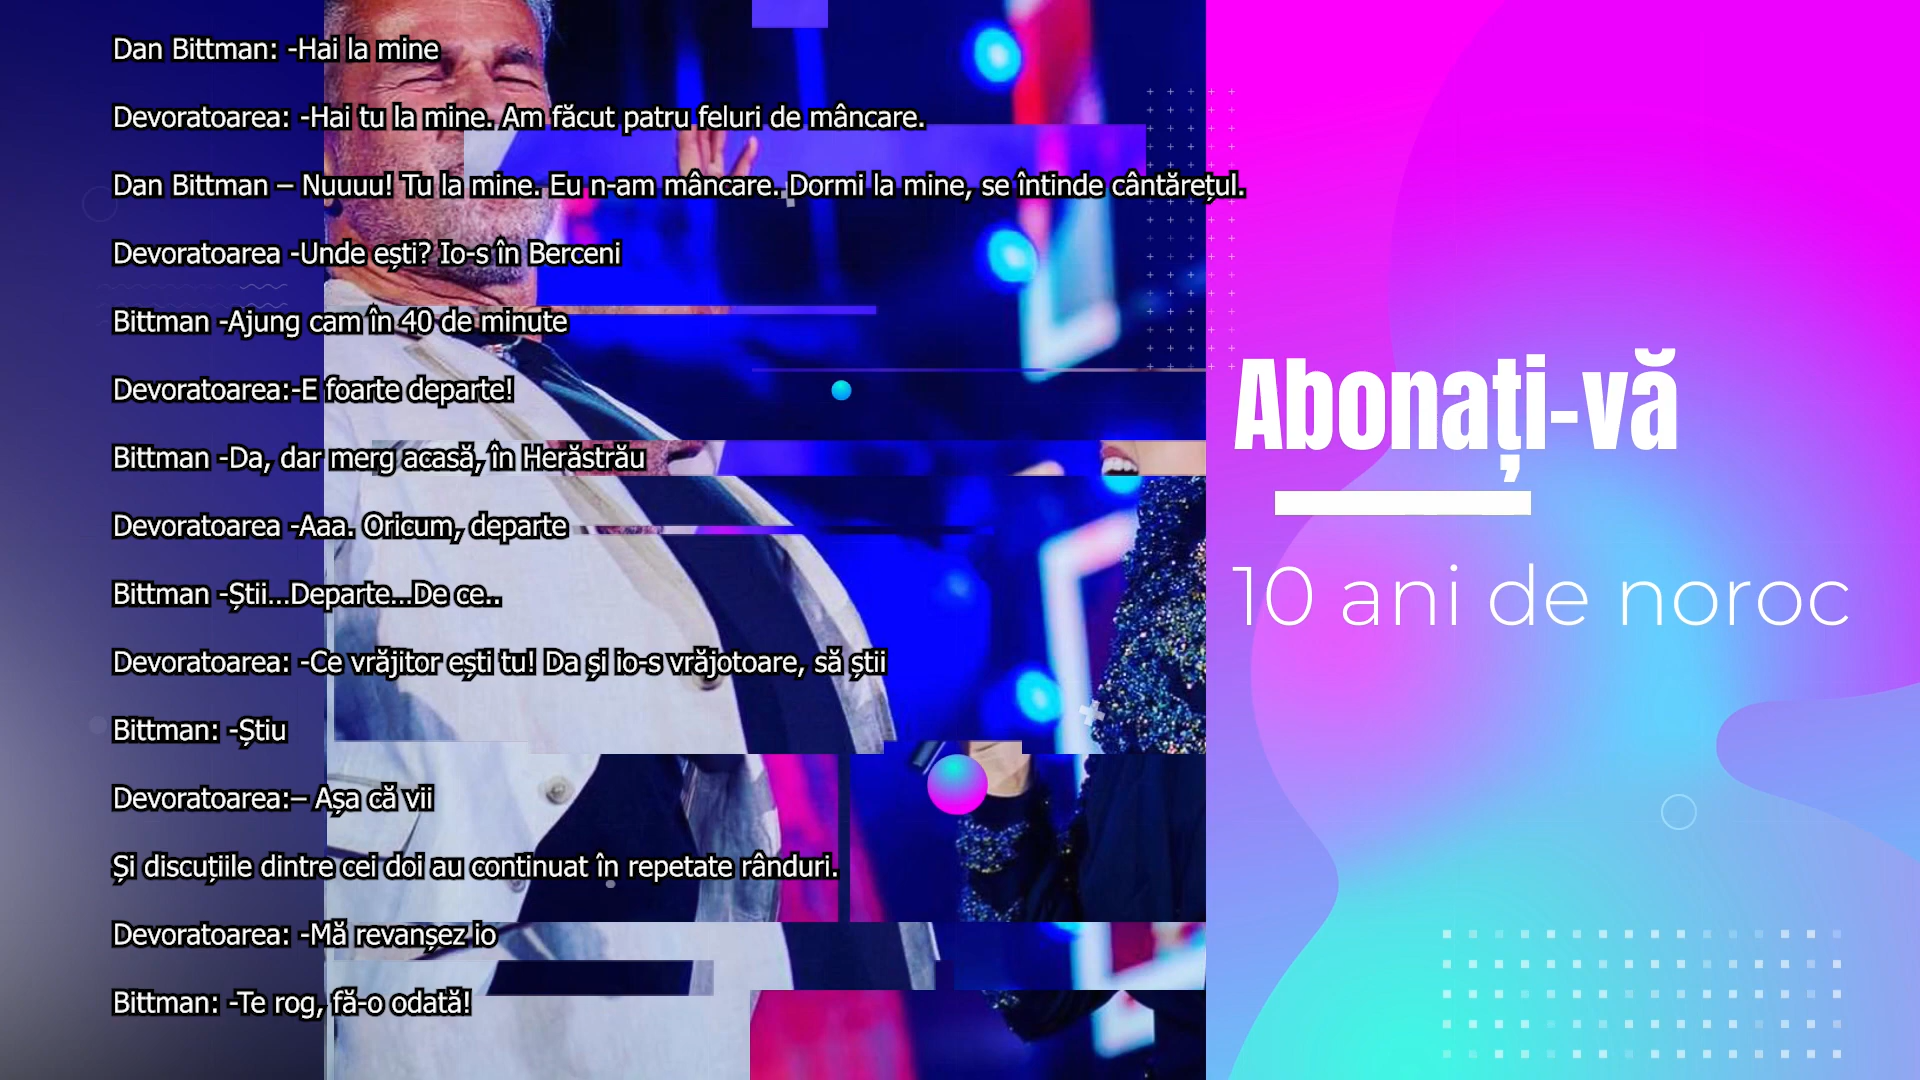 Dan Bittman: -Hai la mine
Devoratoarea: -Hai tu la mine. Am făcut patru feluri de mâncare.
Dan Bittman – Nuuuu! Tu la mine. Eu n-am mâncare. Dormi la mine, se întinde cântărețul.
Devoratoarea -Unde ești? Io-s în Berceni
Bittman -Ajung cam în 40 de minute
Devoratoarea:-E foarte departe!
Bittman -Da, dar merg acasă, în Herăstrău
Devoratoarea -Aaa. Oricum, departe
Bittman -Știi...Departe...De ce..
Devoratoarea: -Ce vrăjitor ești tu! Da și io-s vrăjotoare, să știi
Bittman: -Știu
Devoratoarea:– Așa că vii
Și discuțiile dintre cei doi au continuat în repetate rânduri.
Devoratoarea: -Mă revanșez io
Bittman: -Te rog, fă-o odată!
Abonați-vă
10 ani de noroc